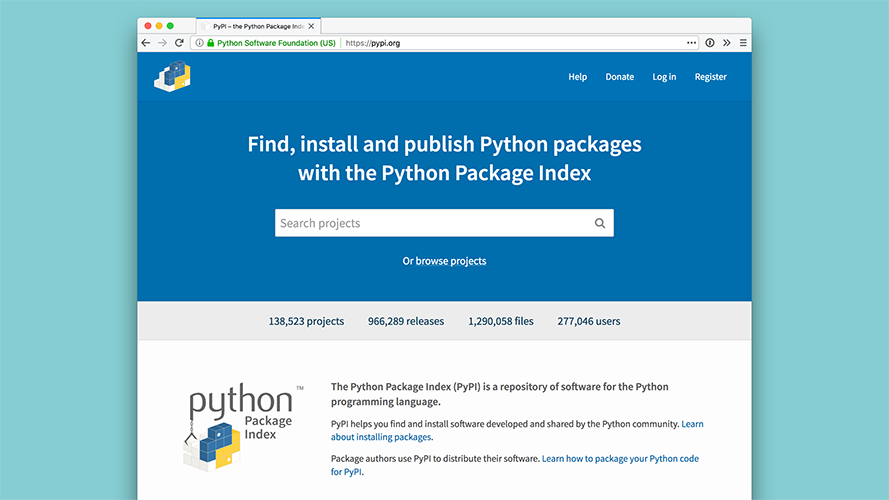 PyPI – the Python Package Inde
Python Software Foundation (US)
https://pypi.org
Help
Donate
Log in
Register
Find, install and publish Python packages
with the Python Package Index
Search projects
Or browse projects
138,523 projects
966,289 releases
1,290,058 files
277,046 users
python™
Package
Index
The Python Package Index (PyPI) is a repository of software for the Python
programming language.
PyPI helps you find and install software developed and shared by the Python community. Learn
about installing packages.
Package authors use PyPI to distribute their software. Learn how to package your Python code
for PyPI.